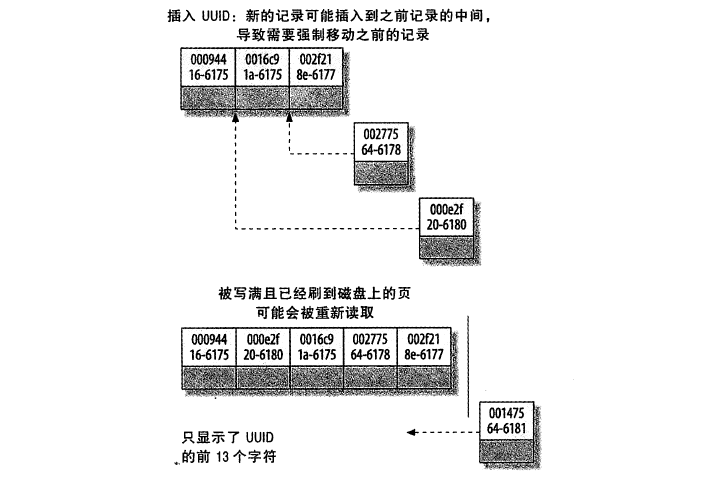 插入 UUID：新的记录可能插入到之前记录的中间，
导致需要强制移动之前的记录
000944 0016c9 002f21
16-6175 1a-6175 8e-6177
002775
64-6178
000e2f
20-6180
被写满且已经刷到磁盘上的页
可能会被重新读取
000944 000e2f 0016c9 002775 002f21
16-6175 20-6180 1a-6175 64-6178 8e-6177
001475
64-6181
只显示了 UUID
的前 13 个字符